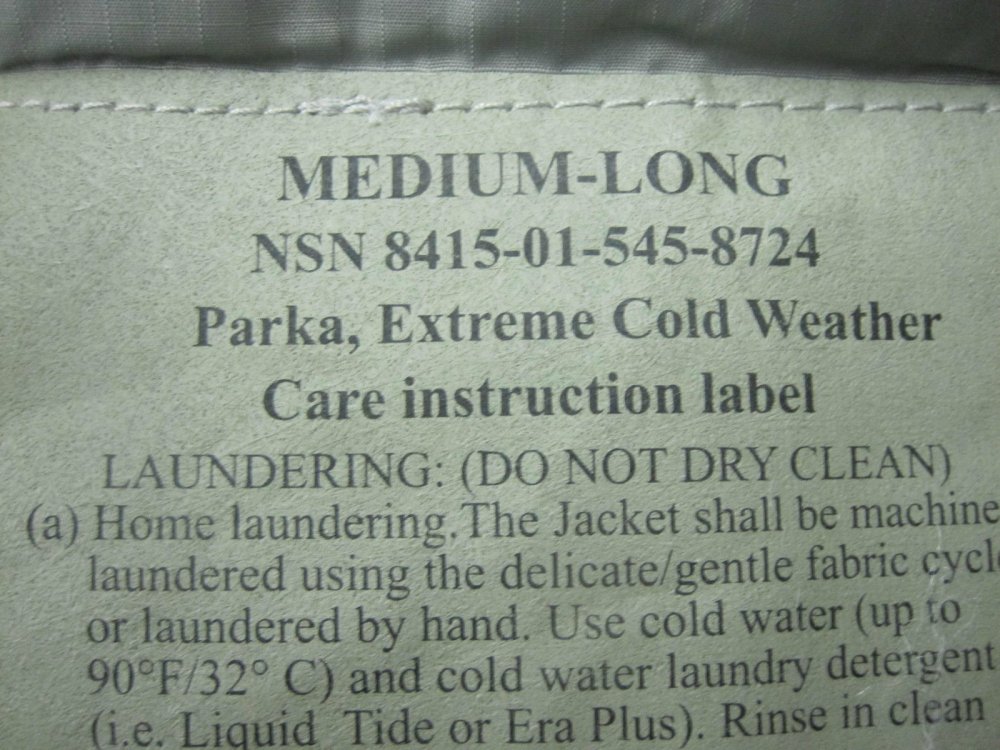 MEDIUM-LONG
NSN 8415-01-545-8724
Parka, Extreme Cold Weather
Care instruction label
LAUNDERING: (DO NOT DRY CLEAN)
(a) Home laundering.The Jacket shall be machine
laundered using the delicate/gentle fabric cycle
or laundered by hand. Use cold water (up to
90°F/32° C) and cold water laundry detergent
(i.e. Liquid Tide or Era Plus). Rinse in clean